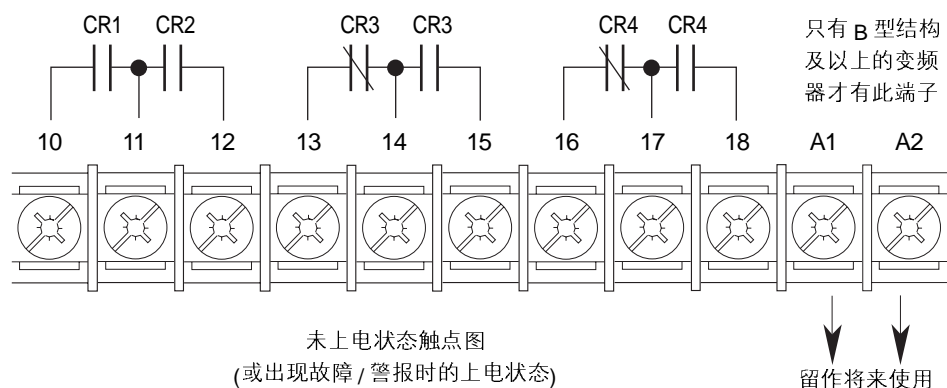 CR1 CR2 CR3 CR3 CR4 CR4
只有 B 型结构
及以上的变频
器才有此端子
10 11 12 13 14 15 16 17 18 A1 A2
未上电状态触点图
(或出现故障 / 警报时的上电状态)
留作将来使用